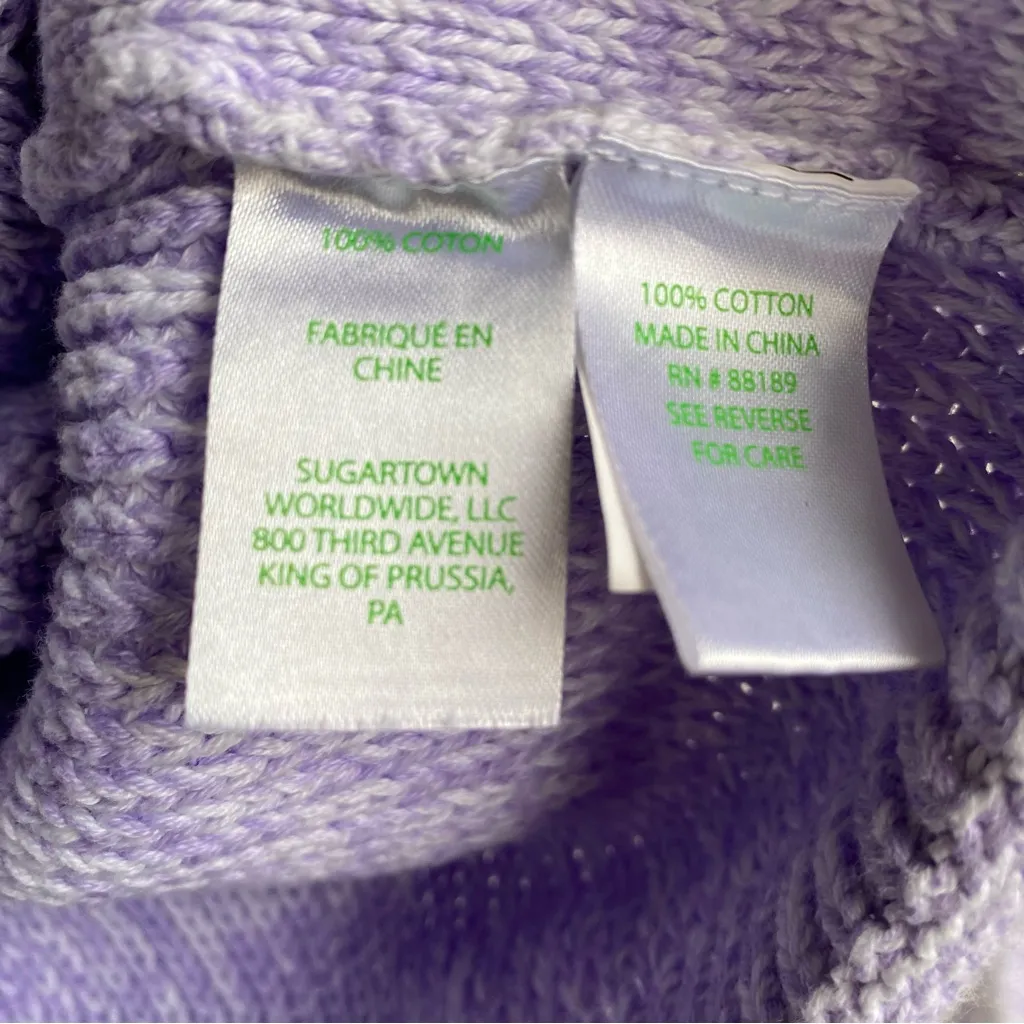 100% COTON
FABRIQUÉ EN
CHINE
SUGARTOWN
WORLDWIDE, LLC
800 THIRD AVENUE
KING OF PRUSSIA,
PA
100% COTTON
MADE IN CHINA
RN # 88189
SEE REVERSE
FOR CARE